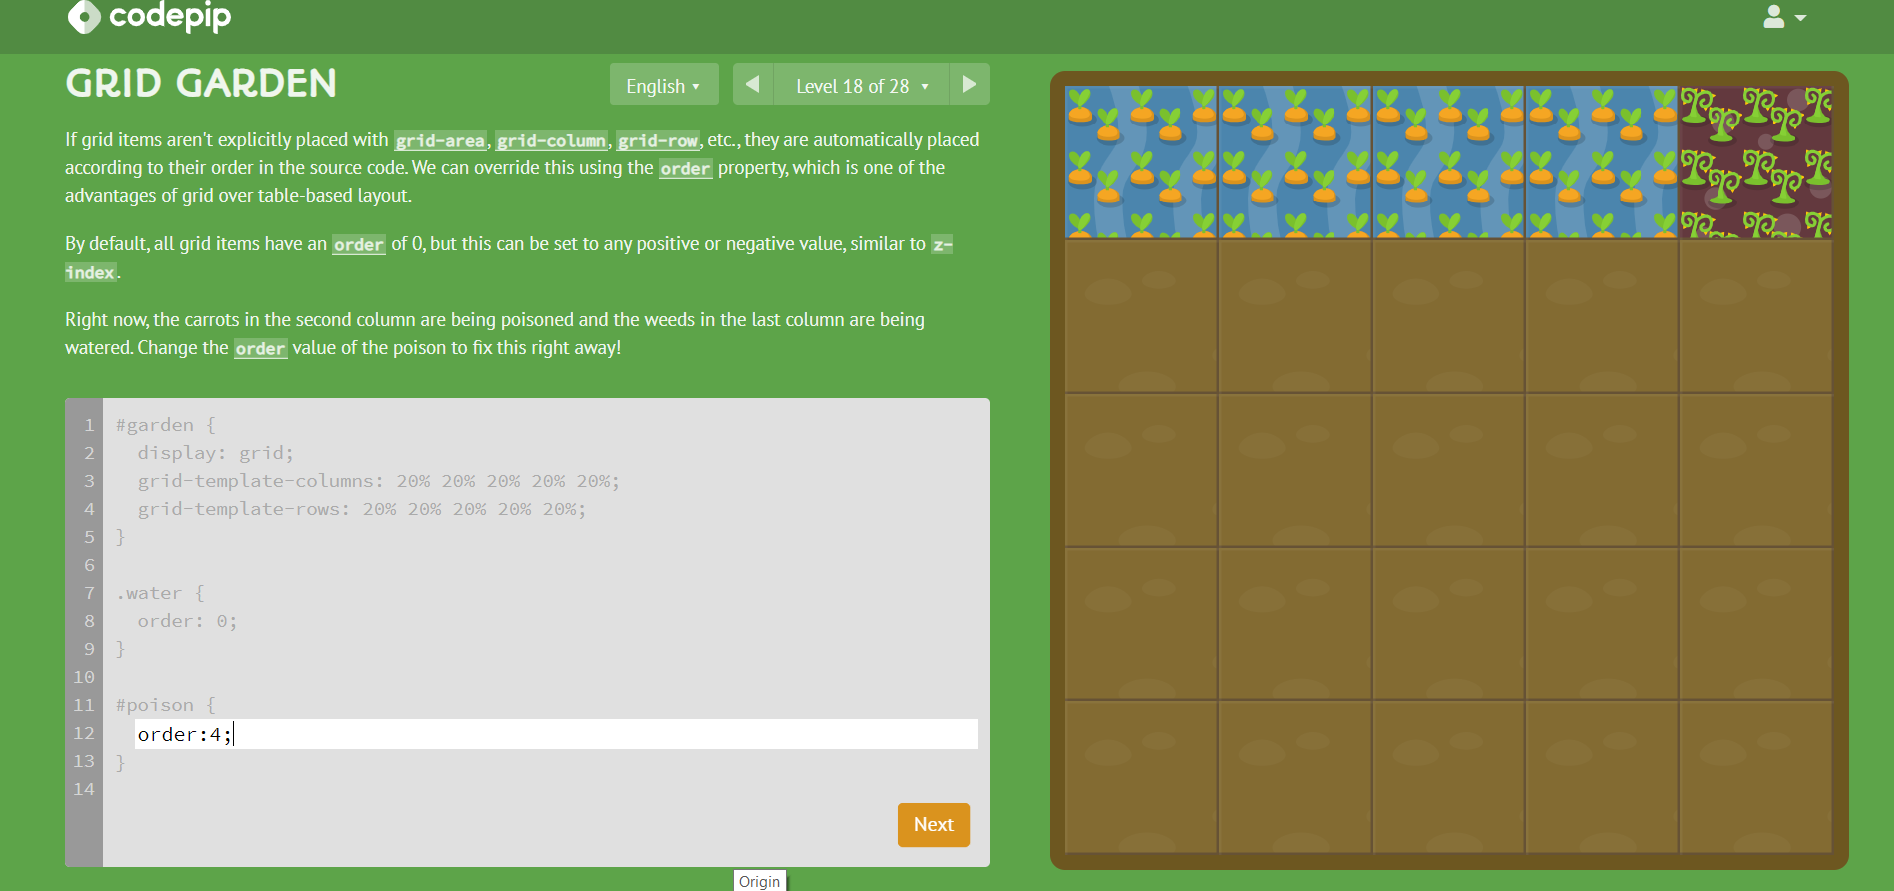 codepip
GRID GARDEN
English ▾
Level 18 of 28 ▾
If grid items aren't explicitly placed with grid-area, grid-column, grid-row, etc., they are automatically placed
according to their order in the source code. We can override this using the order property, which is one of the
advantages of grid over table-based layout.
By default, all grid items have an order of 0, but this can be set to any positive or negative value, similar to z-
index.
Right now, the carrots in the second column are being poisoned and the weeds in the last column are being
watered. Change the order value of the poison to fix this right away!
1 #garden {
2 display: grid;
3 grid-template-columns: 20% 20% 20% 20% 20%;
4 grid-template-rows: 20% 20% 20% 20% 20%;
5 }
6
7 .water {
8 order: 0;
9 }
10
11 #poison {
12 order:4;
13 }
14
Next
Origin